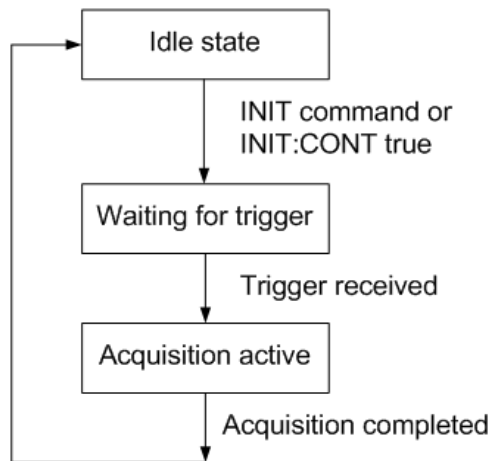 Idle state
INIT command or
INIT:CONT true
Waiting for trigger
Trigger received
Acquisition active
Acquisition completed